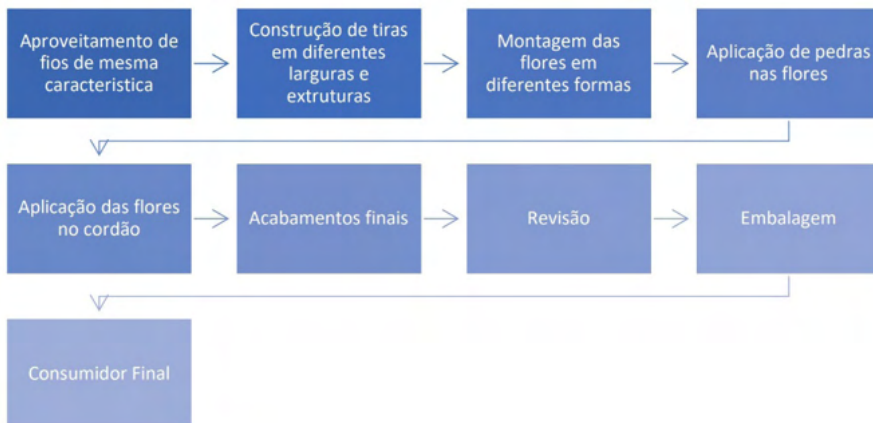 Aproveitamento de
fios de mesma
caracteristica
Construção de tiras
em diferentes
larguras e
extruturas
Montagem das
flores em
diferentes formas
Aplicação de pedras
nas flores
Aplicação das flores
no cordão
Acabamentos finais
Revisão
Embalagem
Consumidor Final